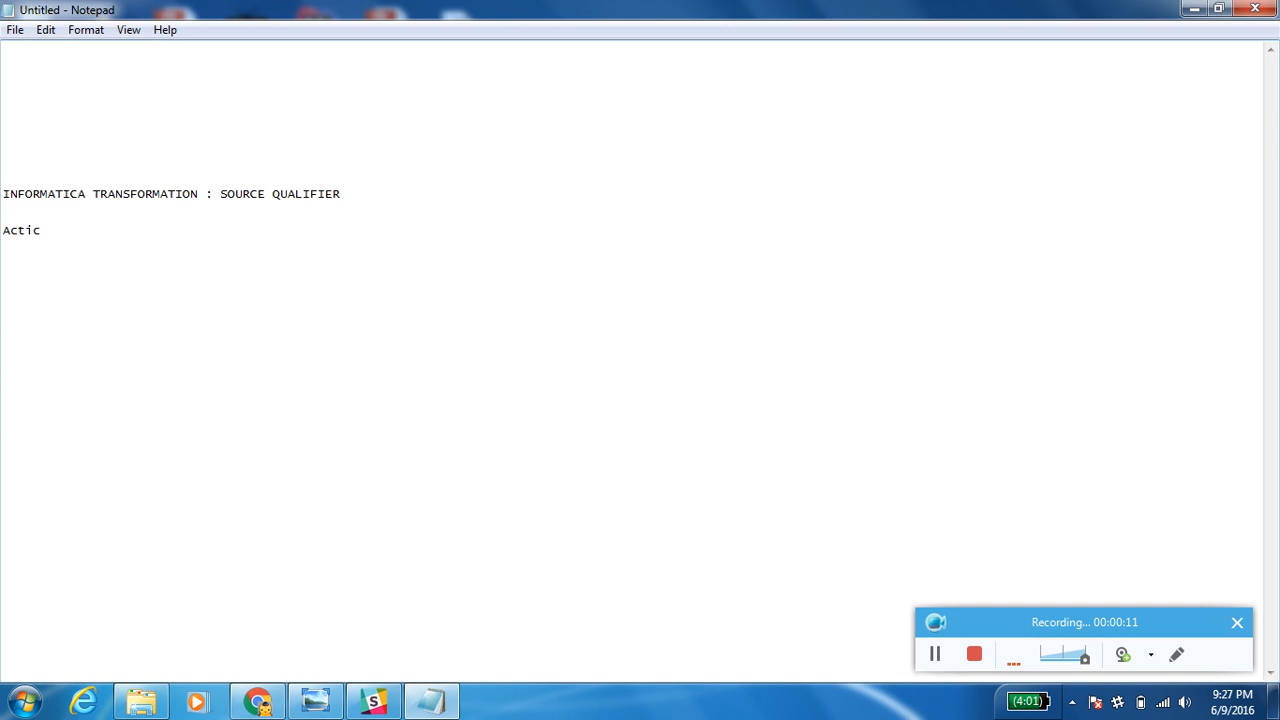 Untitled - Notepad
File Edit Format View Help
INFORMATICA TRANSFORMATION : SOURCE QUALIFIER
Actic
Recording... 00:00:11
(4:01)
9:27 PM
6/9/2016